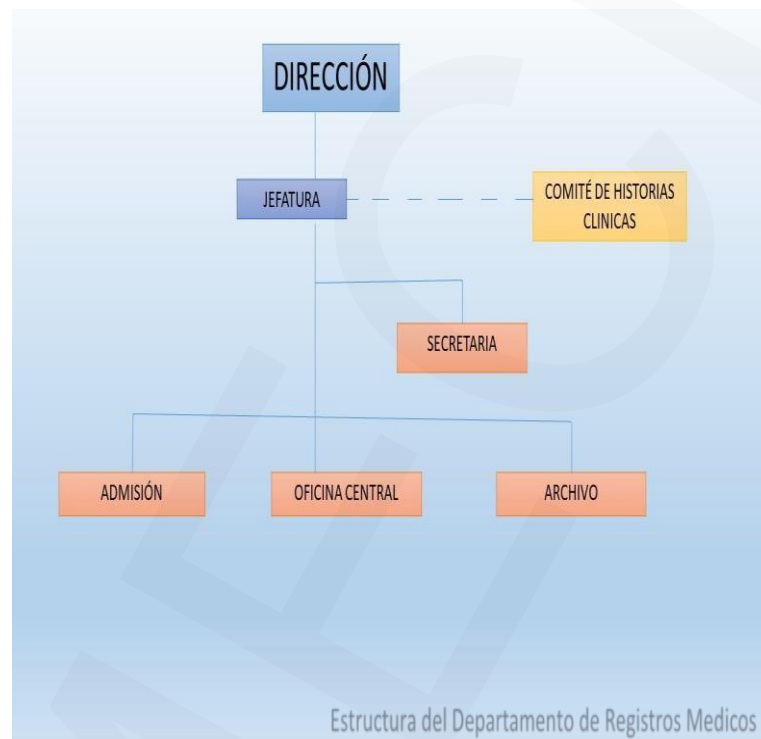 DIRECCIÓN
JEFATURA
COMITÉ DE HISTORIAS
CLINICAS
SECRETARIA
ADMISIÓN
OFICINA CENTRAL
ARCHIVO
Estructura del Departamento de Registros Medicos